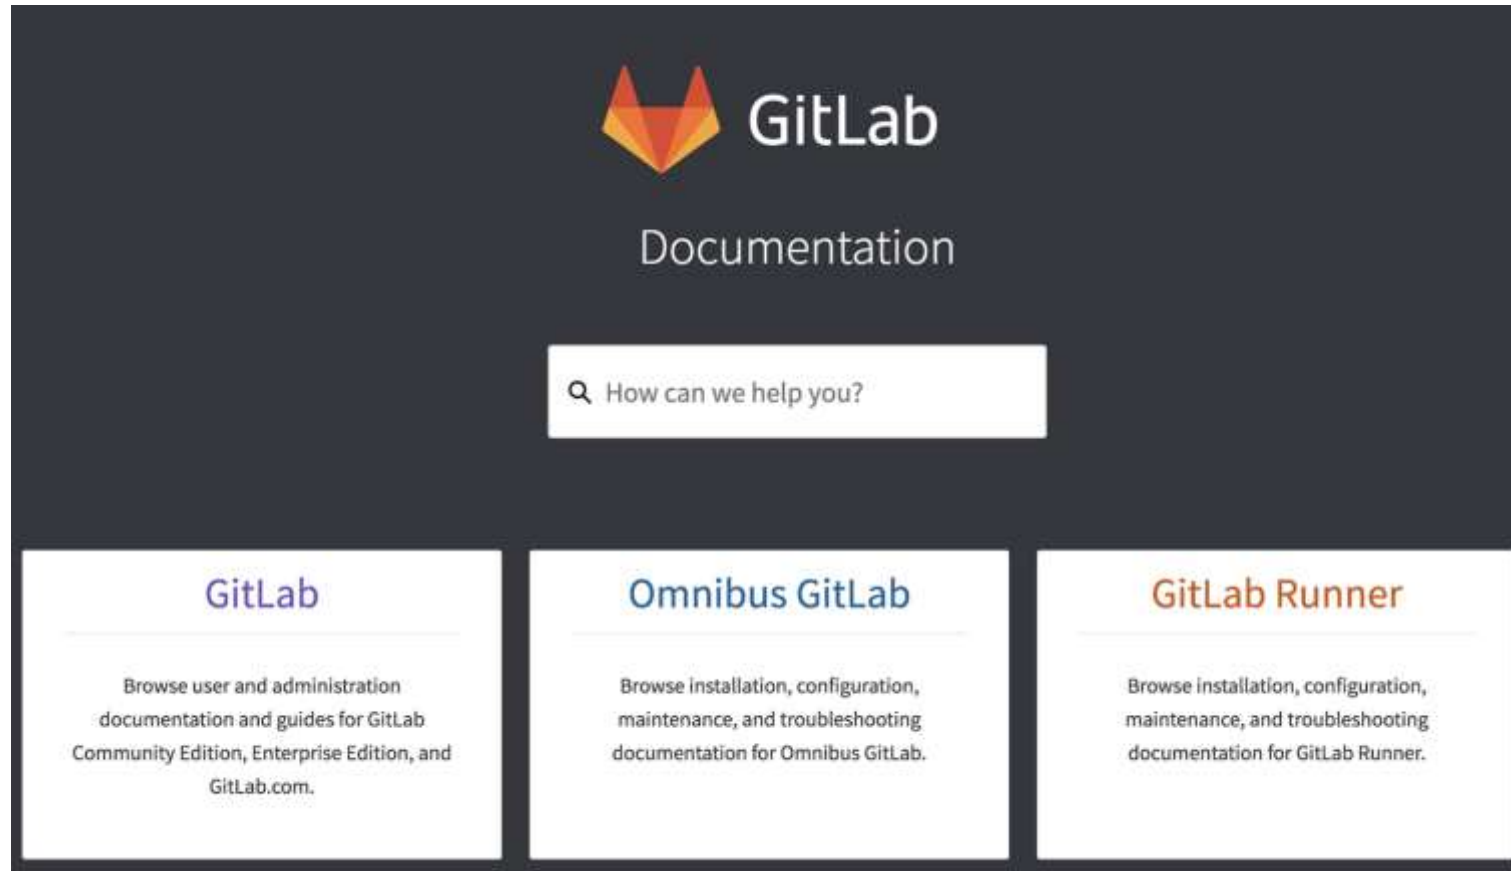 GitLab
Documentation
How can we help you?
GitLab
Browse user and administration
documentation and guides for GitLab
Community Edition, Enterprise Edition, and
GitLab.com.
Omnibus GitLab
Browse installation, configuration,
maintenance, and troubleshooting
documentation for Omnibus GitLab.
GitLab Runner
Browse installation, configuration,
maintenance, and troubleshooting
documentation for GitLab Runner.